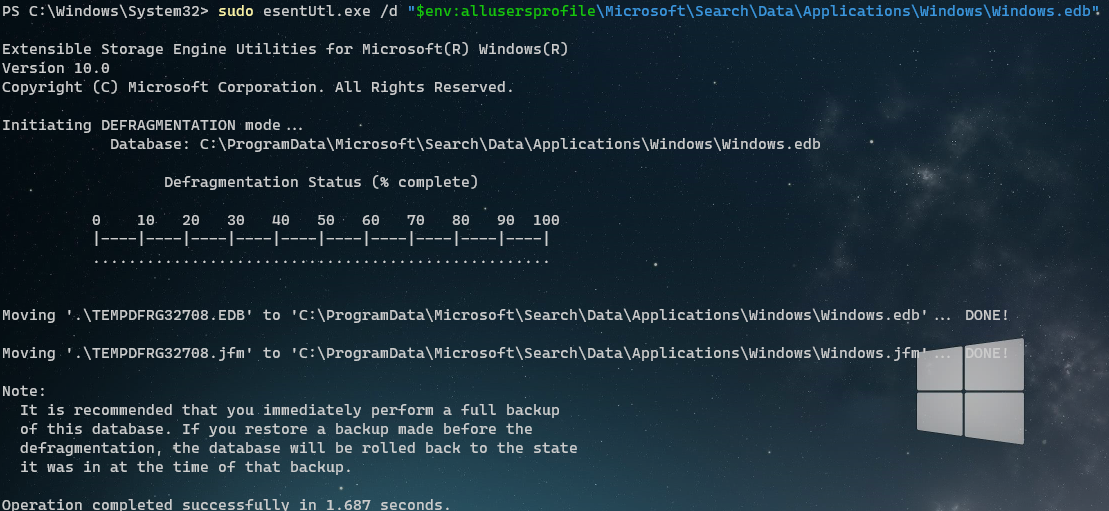 PS C:\Windows\System32> sudo esentUtl.exe /d "$env:allusersprofile\Microsoft\Search\Data\Applications\Windows\Windows.edb"
Extensible Storage Engine Utilities for Microsoft(R) Windows(R)
Version 10.0
Copyright (C) Microsoft Corporation. All Rights Reserved.
Initiating DEFRAGMENTATION mode...
Database: C:\ProgramData\Microsoft\Search\Data\Applications\Windows\Windows.edb
Defragmentation Status (% complete)
0    10   20   30   40   50   60   70   80   90  100
|----|----|----|----|----|----|----|----|----|----|
...................................................
Moving '.\TEMPDFRG32708.EDB' to 'C:\ProgramData\Microsoft\Search\Data\Applications\Windows\Windows.edb'... DONE!
Moving '.\TEMPDFRG32708.jfm' to 'C:\ProgramData\Microsoft\Search\Data\Applications\Windows\Windows.jfm'... DONE!
Note:
It is recommended that you immediately perform a full backup
of this database. If you restore a backup made before the
defragmentation, the database will be rolled back to the state
it was in at the time of that backup.
Operation completed successfully in 1.687 seconds.